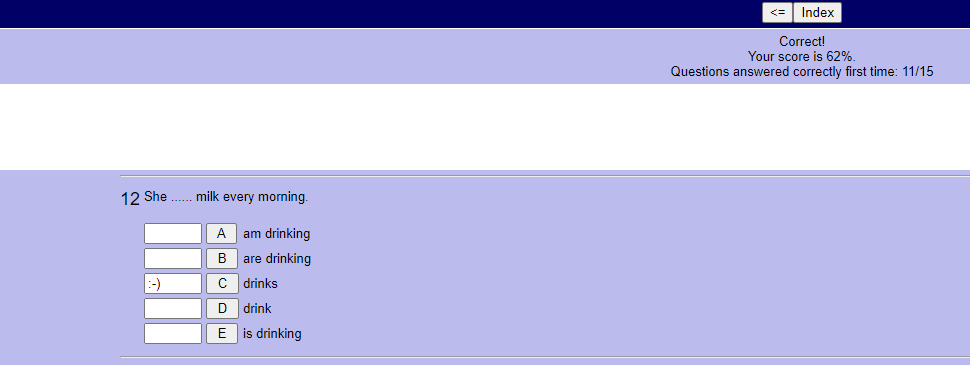 <= Index
Correct!
Your score is 62%.
Questions answered correctly first time: 11/15
12 She ...... milk every morning.
A am drinking
B are drinking
:-) C drinks
D drink
E is drinking